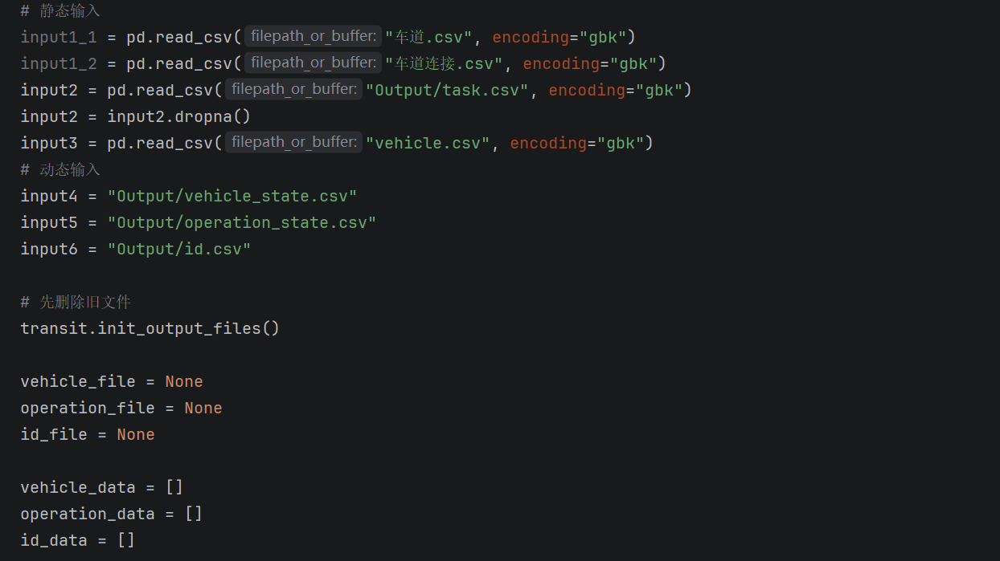 # 静态输入
input1_1 = pd.read_csv( filepath_or_buffer: "车道.csv", encoding="gbk")
input1_2 = pd.read_csv( filepath_or_buffer: "车道连接.csv", encoding="gbk")
input2 = pd.read_csv( filepath_or_buffer: "Output/task.csv", encoding="gbk")
input2 = input2.dropna()
input3 = pd.read_csv( filepath_or_buffer: "vehicle.csv", encoding="gbk")
# 动态输入
input4 = "Output/vehicle_state.csv"
input5 = "Output/operation_state.csv"
input6 = "Output/id.csv"
# 先删除旧文件
transit.init_output_files()
vehicle_file = None
operation_file = None
id_file = None
vehicle_data = []
operation_data = []
id_data = []